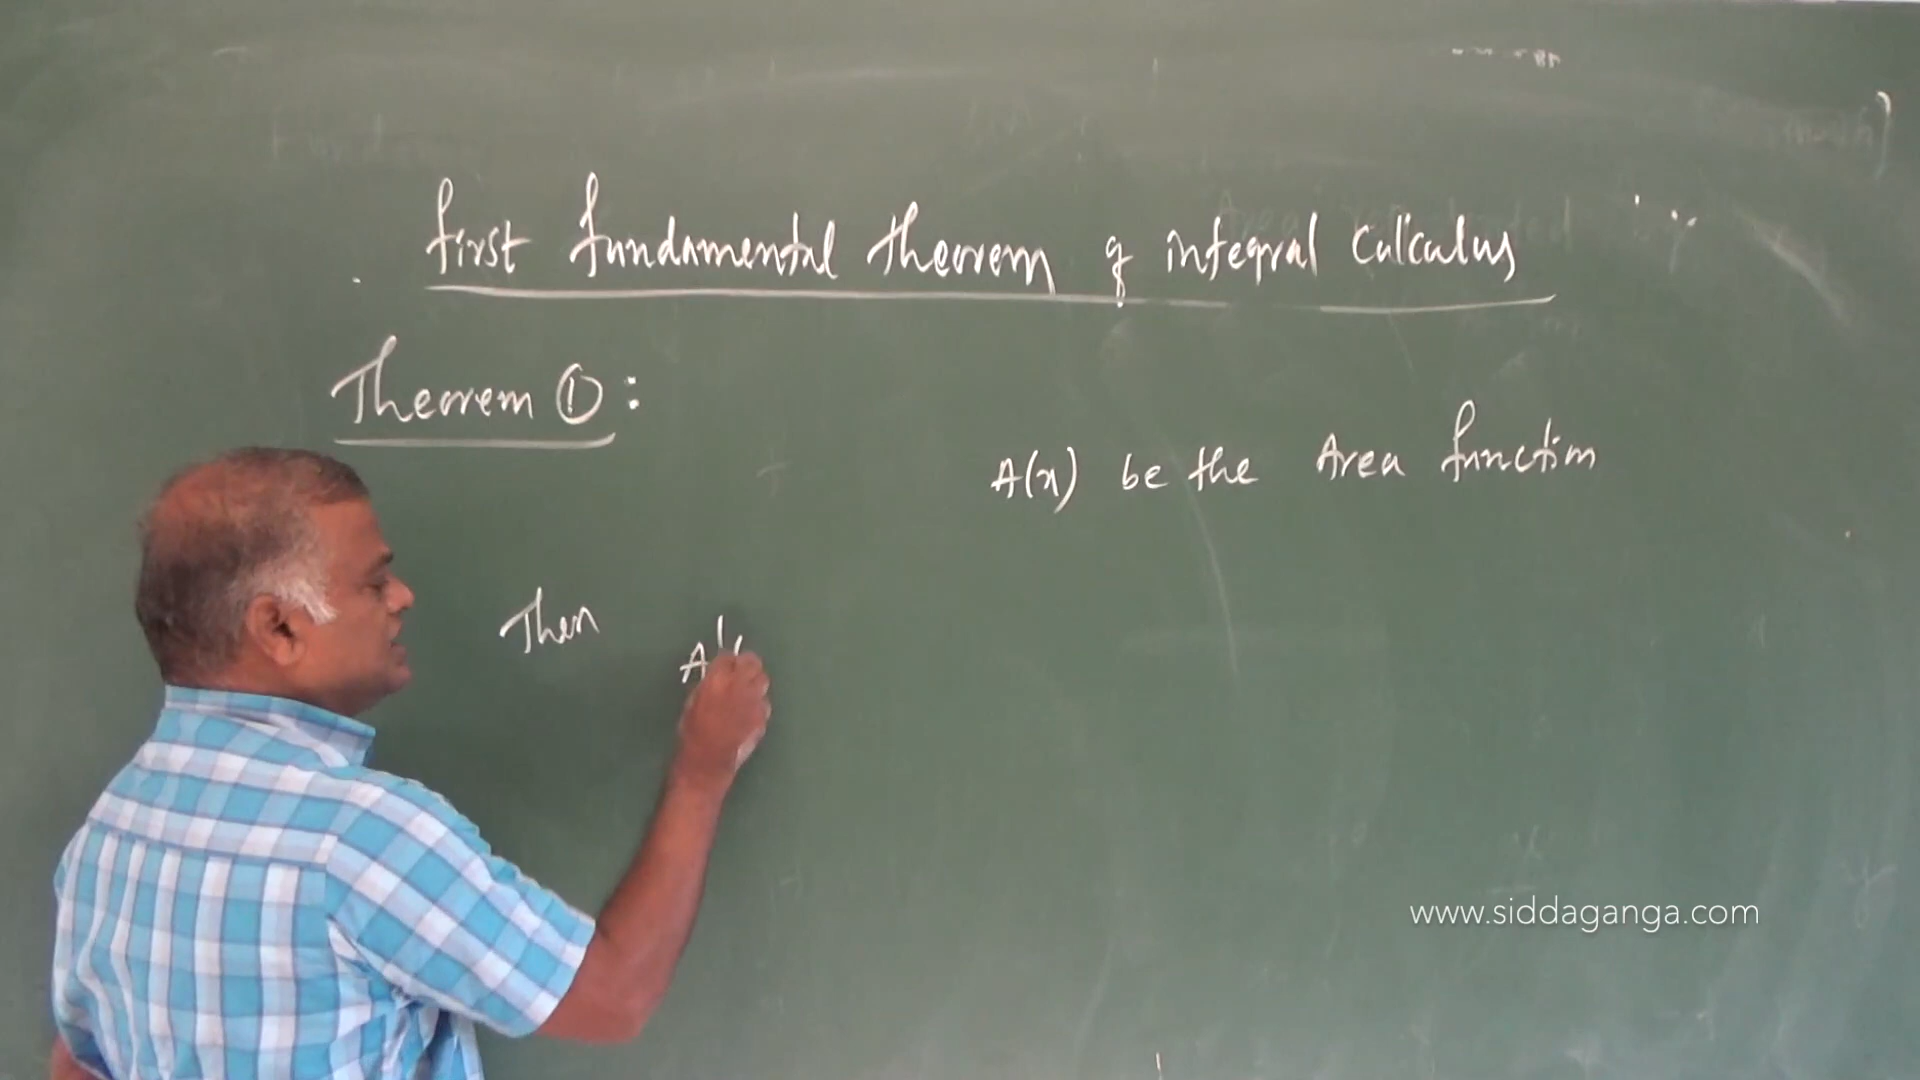 First fundamental theorem of integral calculus
Theorem ① :
A(x) be the Area function
Then A'(
www.siddaganga.com